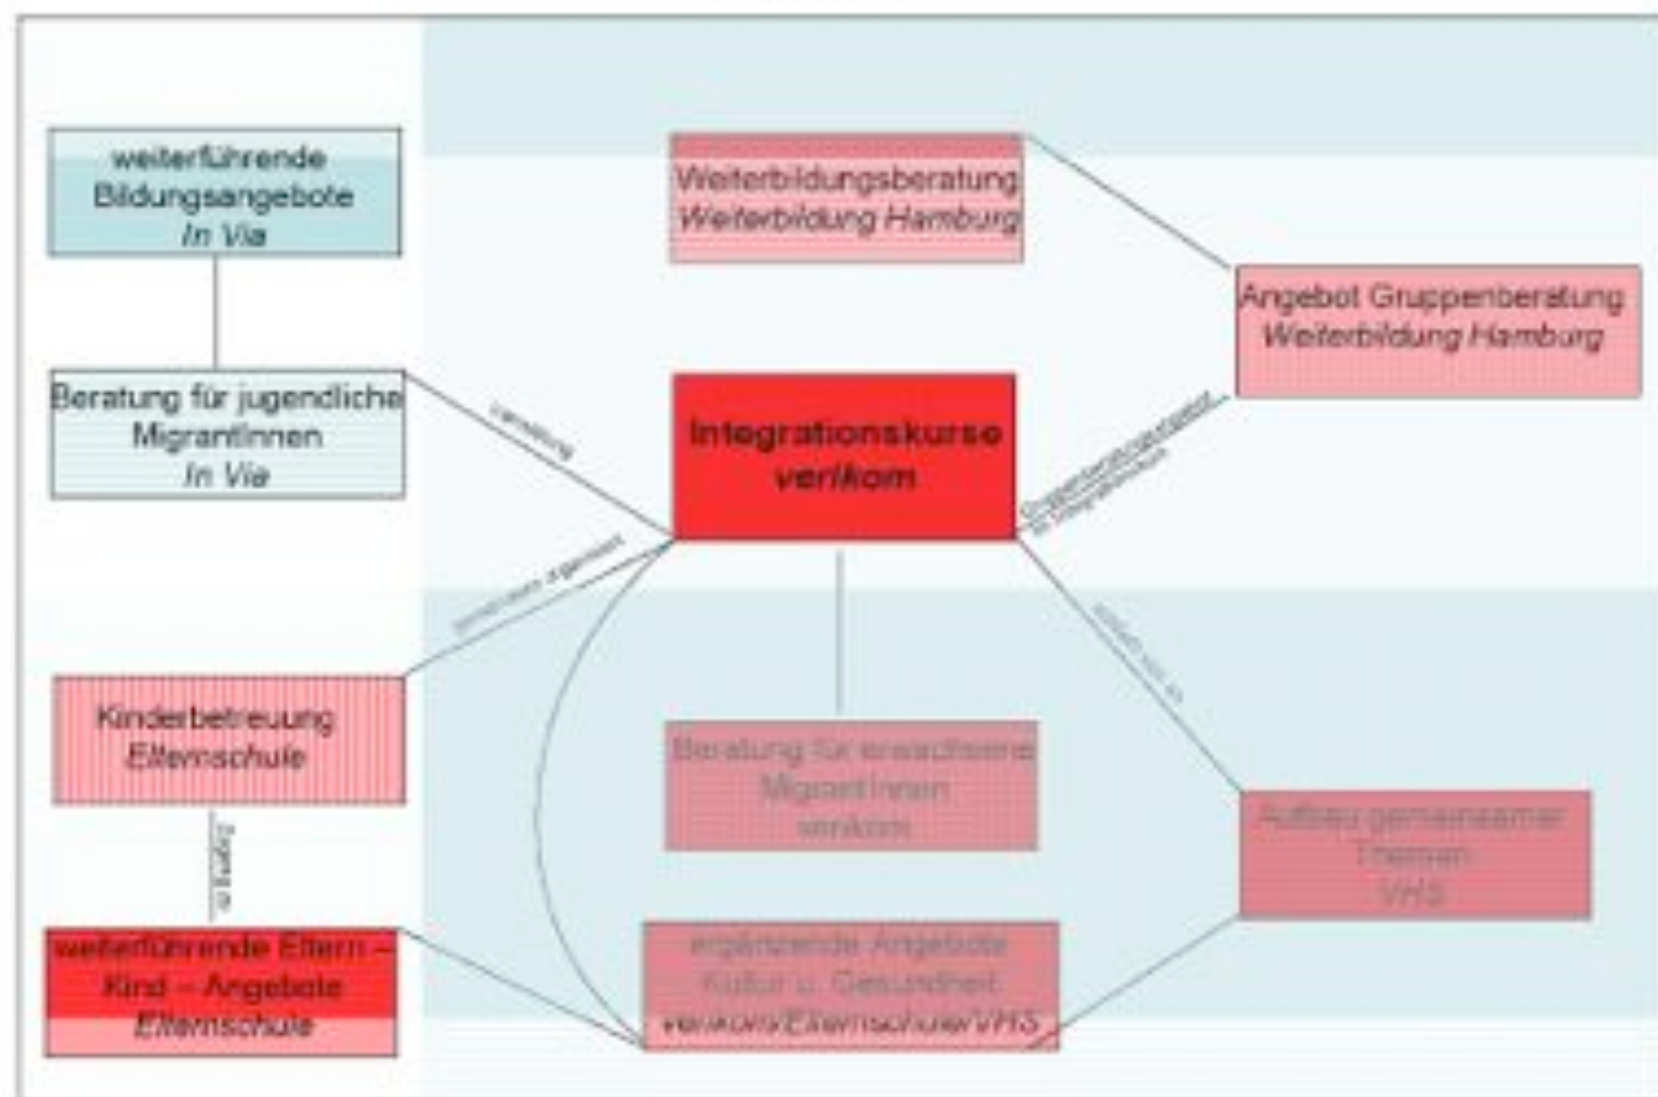 weiterführende
Bildungsangebote
In Via
Weiterbildungsberatung
Weiterbildung Hamburg
Angebot Gruppenberatung
Weiterbildung Hamburg
Beratung für jugendliche
MigrantInnen
In Via
Integrationskurse
verikom
Kinderbetreuung
Elternschule
Beratung für erwachsene
MigrantInnen
verikom
Aufbau gemeinsamer
Themen
VHS
weiterführende Eltern –
Kind – Angebote
Elternschule
ergänzende Angebote
Kultur u. Gesundheit
verikom/Elternschule/VHS